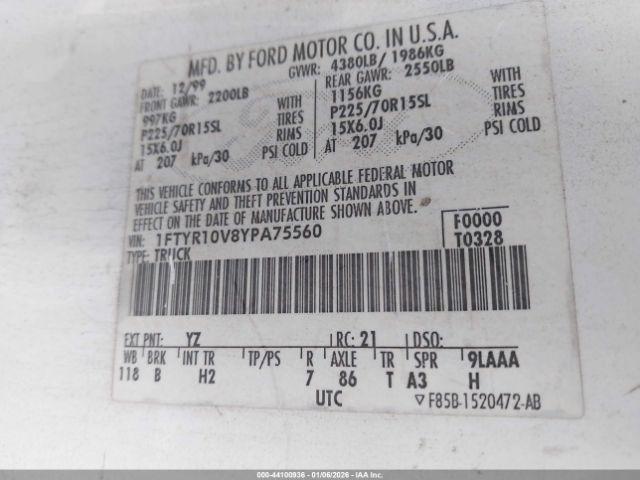 MFD. BY FORD MOTOR CO. IN U.S.A.
DATE: 12/99 GVWR: 4380LB/ 1986KG
FRONT GAWR: 2200LB REAR GAWR: 2550LB
997KG WITH 1156KG WITH
P225/70R15SL TIRES P225/70R15SL TIRES
15X6.0J RIMS 15X6.0J RIMS
AT 207 kPa/30 PSI COLD AT 207 kPa/30 PSI COLD
THIS VEHICLE CONFORMS TO ALL APPLICABLE FEDERAL MOTOR
VEHICLE SAFETY AND THEFT PREVENTION STANDARDS IN
EFFECT ON THE DATE OF MANUFACTURE SHOWN ABOVE.
VIN: 1FTYR10V8YPA75560 F0000
TYPE: TRUCK T0328
EXT PNT: YZ RC: 21 DSO:
WB BRK INT TR TP/PS R AXLE TR SPR 9LAAA
118 B H2 7 86 T A3 H
UTC ▽F85B-1520472-AB
000-44100936 - 01/06/2026 - IAAI.COM